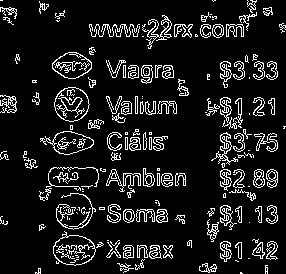 www.22rx.com
Viagra $3.33
Valium $1.21
Ciälis $3.75
Ambien $2.89
Soma $1.13
Xanax $1.42